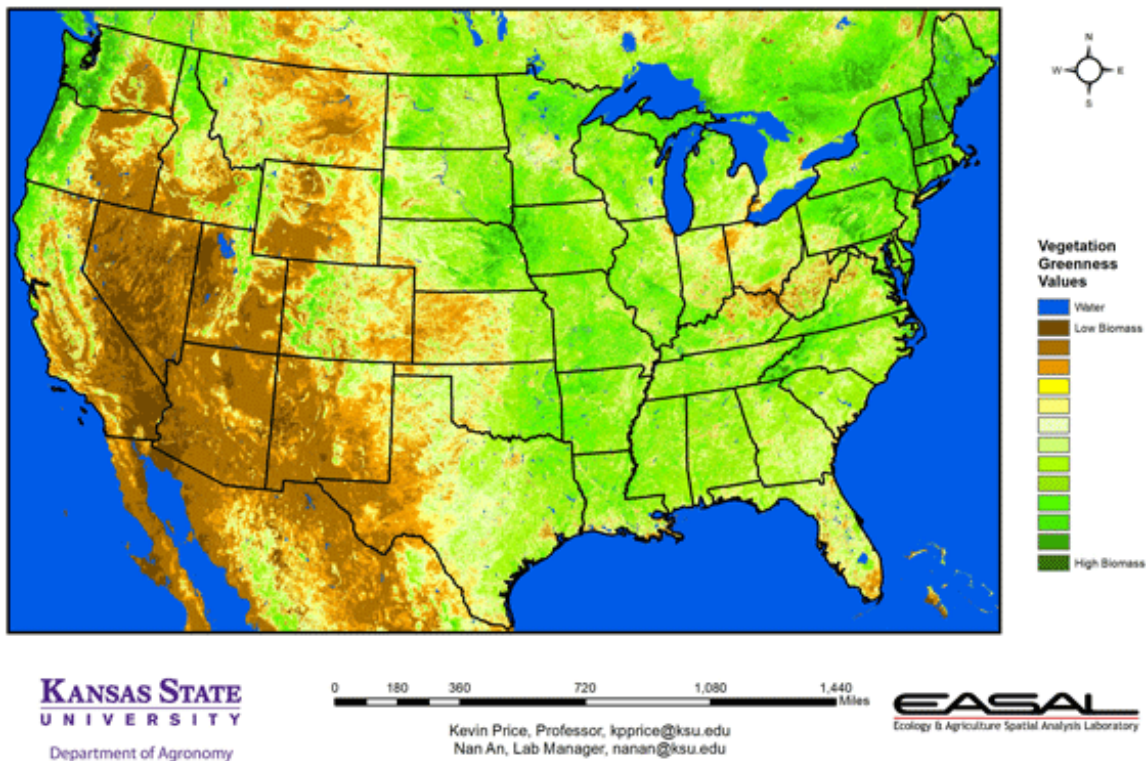 N
W
E
S
Vegetation
Greenness
Values
Water
Low Biomass
High Biomass
KANSAS STATE
UNIVERSITY
Department of Agronomy
0 180 360 720 1,080 1,440
Miles
Kevin Price, Professor, kpprice@ksu.edu
Nan An, Lab Manager, nanan@ksu.edu
EASAL
Ecology & Agriculture Spatial Analysis Laboratory